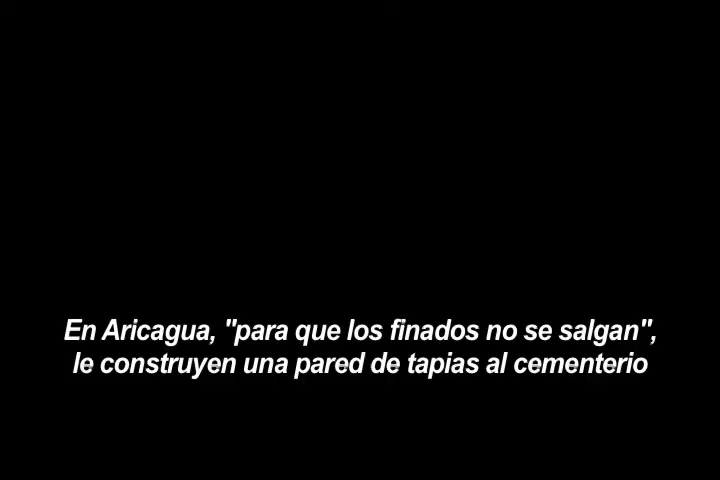 En Aricagua, "para que los finados no se salgan",
le construyen una pared de tapias al cementerio